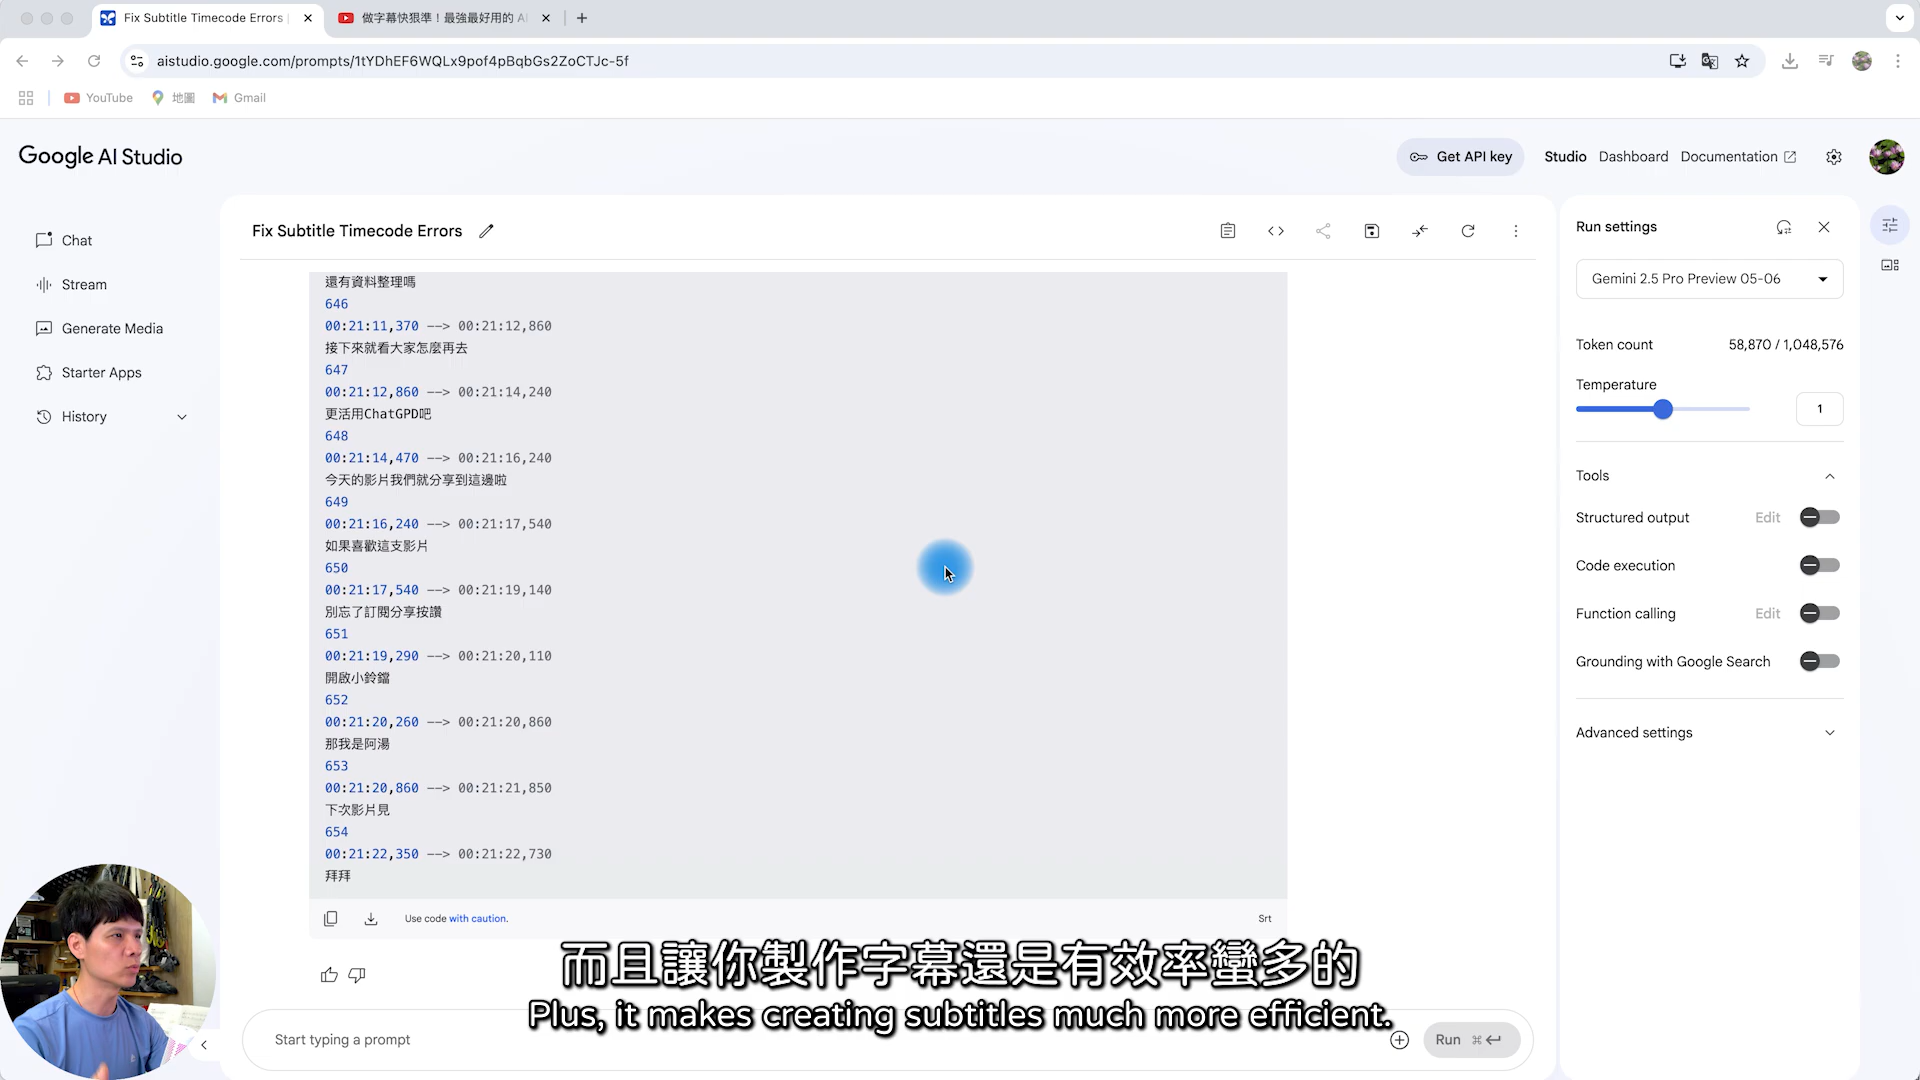 Fix Subtitle Timecode Errors
做字幕快狠準！最強最好用的 A
aistudio.google.com/prompts/1tYDhEF6WQLx9pof4pBqbGs2ZoCTJc-5f
YouTube
地圖
Gmail
Google AI Studio
Get API key
Studio
Dashboard
Documentation
Chat
Stream
Generate Media
Starter Apps
History
Fix Subtitle Timecode Errors
還有資料整理嗎
646
00:21:11,370 --> 00:21:12,860
接下來就看大家怎麼再去
647
00:21:12,860 --> 00:21:14,240
更活用ChatGPD吧
648
00:21:14,470 --> 00:21:16,240
今天的影片我們就分享到這邊啦
649
00:21:16,240 --> 00:21:17,540
如果喜歡這支影片
650
00:21:17,540 --> 00:21:19,140
別忘了訂閱分享按讚
651
00:21:19,290 --> 00:21:20,110
開啟小鈴鐺
652
00:21:20,260 --> 00:21:20,860
那我是阿湯
653
00:21:20,860 --> 00:21:21,850
下次影片見
654
00:21:22,350 --> 00:21:22,730
拜拜
Use code with caution.
Srt
Start typing a prompt
Run ⌘ ↵
Run settings
Gemini 2.5 Pro Preview 05-06
Token count
58,870 / 1,048,576
Temperature
1
Tools
Structured output
Edit
Code execution
Function calling
Edit
Grounding with Google Search
Advanced settings
而且讓你製作字幕還是有效率蠻多的
Plus, it makes creating subtitles much more efficient.